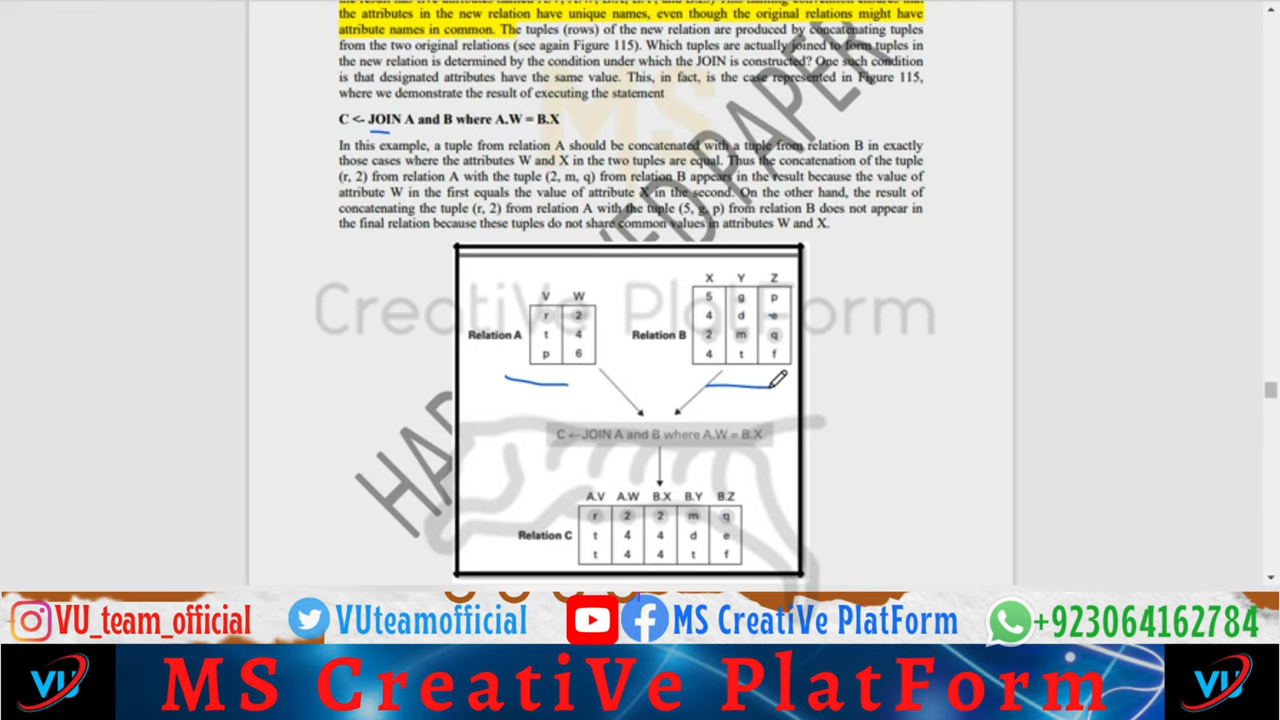 the attributes in the new relation have unique names, even though the original relations might have
attribute names in common. The tuples (rows) of the new relation are produced by concatenating tuples
from the two original relations (see again Figure 115). Which tuples are actually joined to form tuples in
the new relation is determined by the condition under which the JOIN is constructed? One such condition
is that designated attributes have the same value. This, in fact, is the case represented in Figure 115,
where we demonstrate the result of executing the statement
C <- JOIN A and B where A.W = B.X
In this example, a tuple from relation A should be concatenated with a tuple from relation B in exactly
those cases where the attributes W and X in the two tuples are equal. Thus the concatenation of the tuple
(r, 2) from relation A with the tuple (2, m, q) from relation B appears in the result because the value of
attribute W in the first equals the value of attribute X in the second. On the other hand, the result of
concatenating the tuple (r, 2) from relation A with the tuple (5, g, p) from relation B does not appear in
the final relation because these tuples do not share common values in attributes W and X.
V W
r 2
Relation A t 4
p 6
X Y Z
5 g p
4 d e
Relation B 2 m q
4 t f
C ← JOIN A and B where A.W = B.X
A.V A.W B.X B.Y B.Z
r 2 2 m q
Relation C t 4 4 d e
t 4 4 t f
MS
CreatiVe PlatForm
PAPER
VU_team_official VUteamofficial MS CreatiVe PlatForm +923064162784
VU MS CreatiVe PlatForm VU